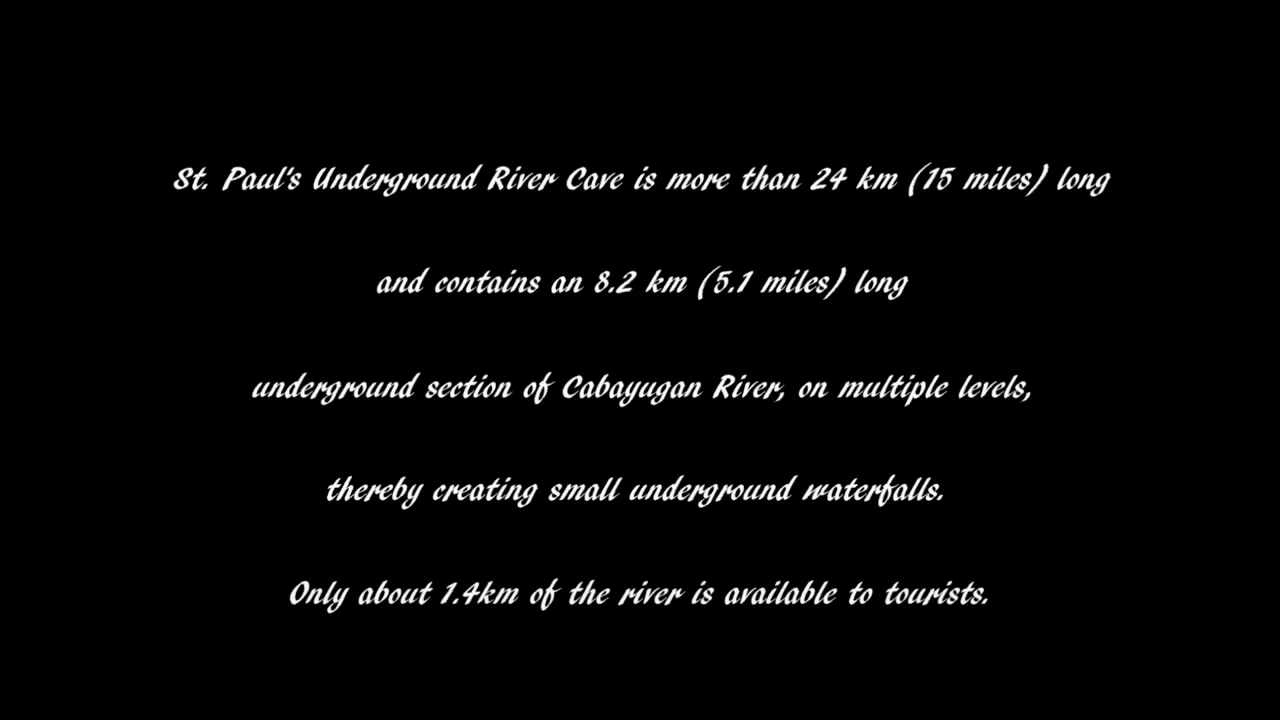 St. Paul's Underground River Cave is more than 24 km (15 miles) long
and contains an 8.2 km (5.1 miles) long
underground section of Cabayugan River, on multiple levels,
thereby creating small underground waterfalls.
Only about 1.4km of the river is available to tourists.